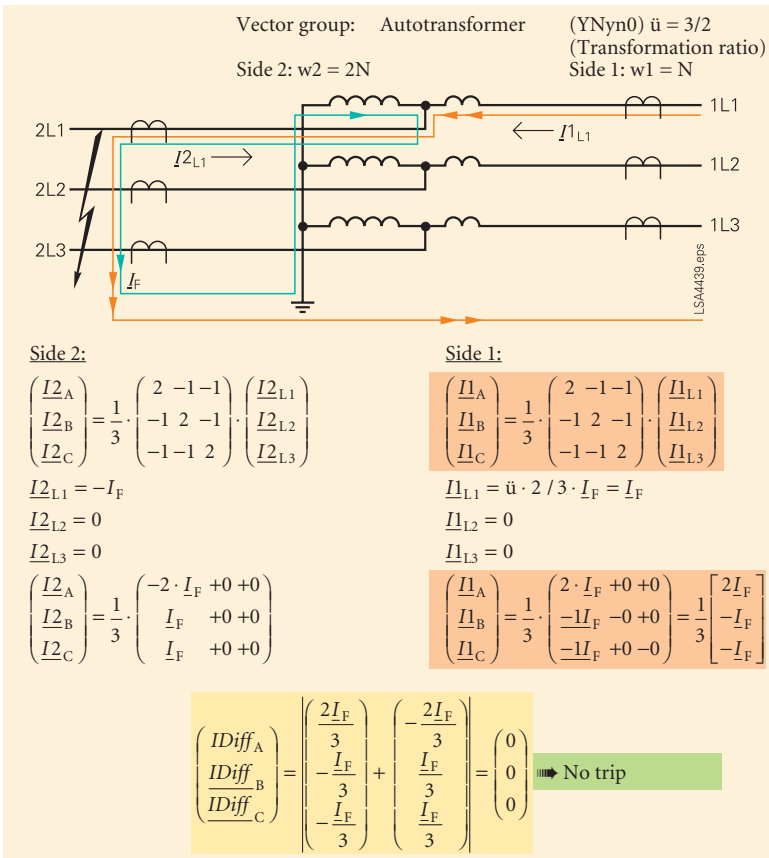 Vector group: Autotransformer (YNyn0) ü = 3/2
(Transformation ratio)
Side 2: w2 = 2N Side 1: w1 = N
1L1
2L1
I1L1
I2L1
1L2
2L2
1L3
2L3
IF
LSA4439.eps
Side 2: Side 1:
(I2A I2B I2C) = 1/3 · (2 −1 −1 −1 2 −1 −1 −1 2) · (I2L1 I2L2 I2L3)
(I1A I1B I1C) = 1/3 · (2 −1 −1 −1 2 −1 −1 −1 2) · (I1L1 I1L2 I1L3)
I2L1 = −IF
I1L1 = ü · 2 / 3 · IF = IF
I2L2 = 0
I1L2 = 0
I2L3 = 0
I1L3 = 0
(I2A I2B I2C) = 1/3 · (−2 · IF +0 +0 IF +0 +0 IF +0 +0)
(I1A I1B I1C) = 1/3 · (2 · IF +0 +0 −1IF −0 +0 −1IF +0 −0) = 1/3 [2IF −IF −IF]
(IDiffA IDiffB IDiffC) = |(2IF/3 −IF/3 −IF/3) + (−2IF/3 IF/3 IF/3)| = (0 0 0) ➠ No trip